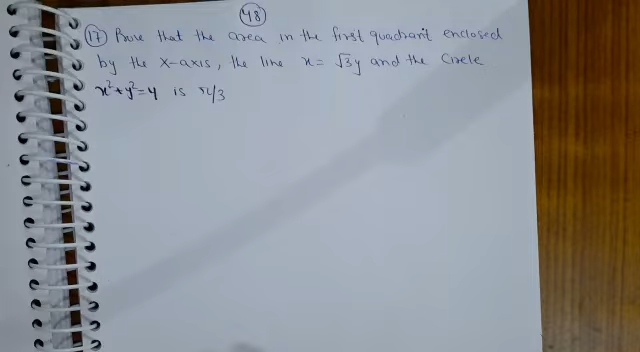 48
17 Prove that the area in the first quadrant enclosed
by the X-axis, the line x = √3y and the Circle
x²+y²=4 is π/3